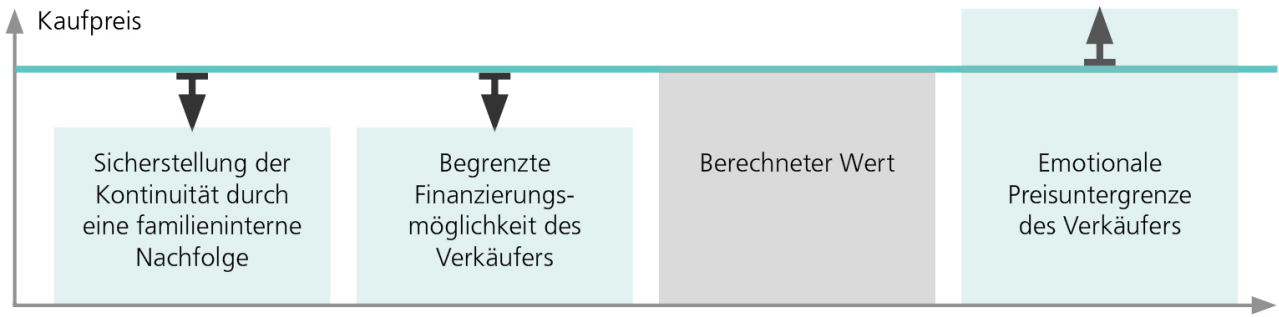 Kaufpreis
Sicherstellung der
Kontinuität durch
eine familieninterne
Nachfolge
Begrenzte
Finanzierungs-
möglichkeit des
Verkäufers
Berechneter Wert
Emotionale
Preisuntergrenze
des Verkäufers